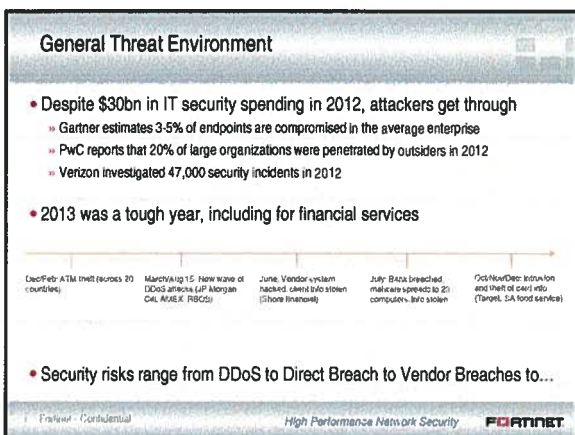 General Threat Environment
• Despite $30bn in IT security spending in 2012, attackers get through
» Gartner estimates 3-5% of endpoints are compromised in the average enterprise
» PwC reports that 20% of large organizations were penetrated by outsiders in 2012
» Verizon investigated 47,000 security incidents in 2012
• 2013 was a tough year, including for financial services
Dec/Feb: ATM theft (across 20
countries)
March/Aug 15: New wave of
DDoS attacks (JP Morgan
AMEX, RBOS)
June, Vendor system
hacked, client info stolen
(Shore financial)
July: Bank breached,
malware spreads to 23
computers, info stolen
Oct/Nov/Dec: Intrusion
and theft of card info
(Target, SA food service)
• Security risks range from DDoS to Direct Breach to Vendor Breaches to...
Fortinet - Confidential
High Performance Network Security
FORTINET